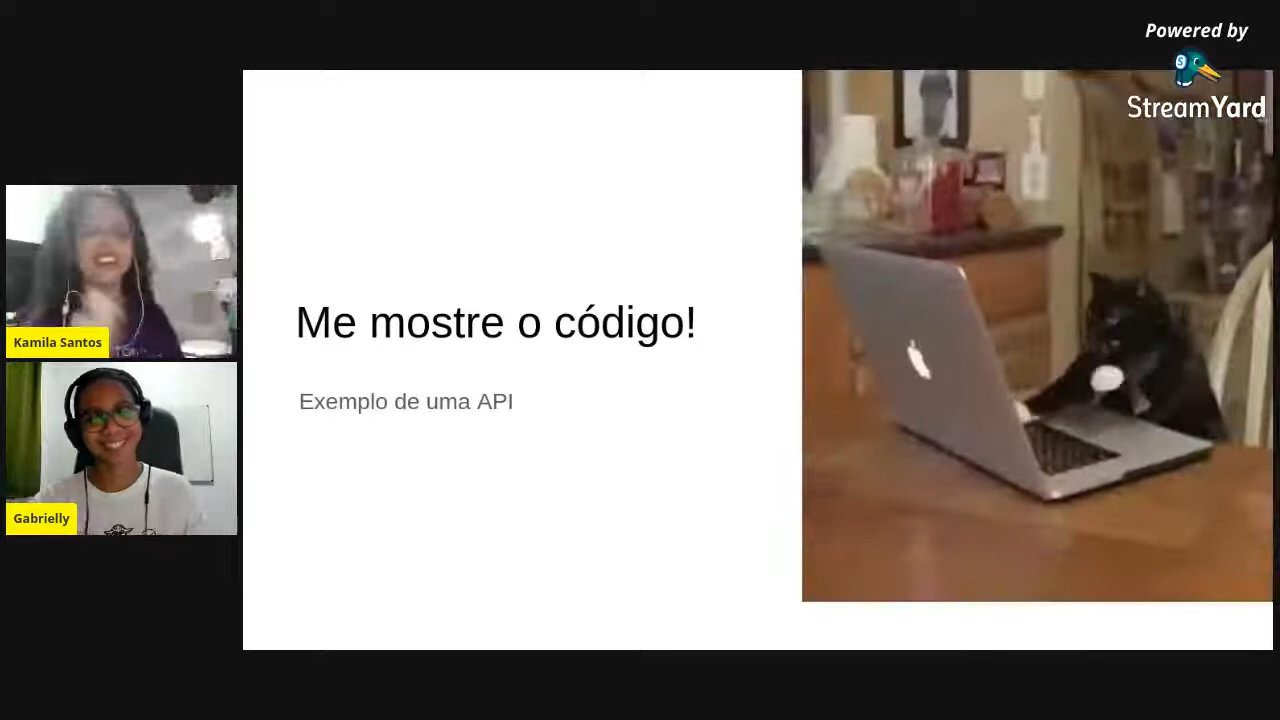 Powered by
StreamYard
Kamila Santos
Gabrielly
Me mostre o código!
Exemplo de uma API